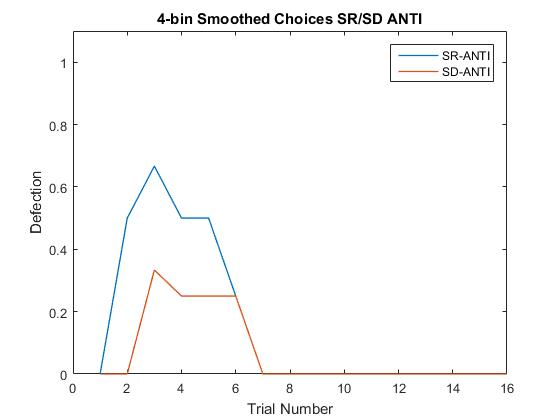 4-bin Smoothed Choices SR/SD ANTI
SR-ANTI
SD-ANTI
1
0.8
0.6
0.4
0.2
0
Defection
0 2 4 6 8 10 12 14 16
Trial Number